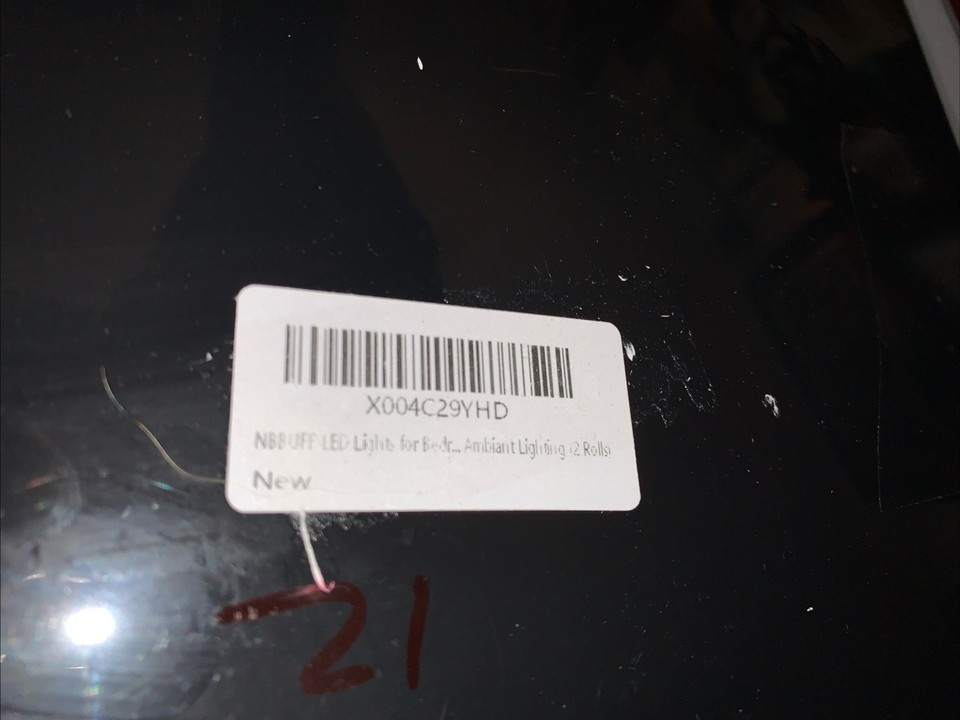 X004C29YHD
NBBUFF LED Lights for Bedr... Ambiant Lighting (2 Rolls)
New
21